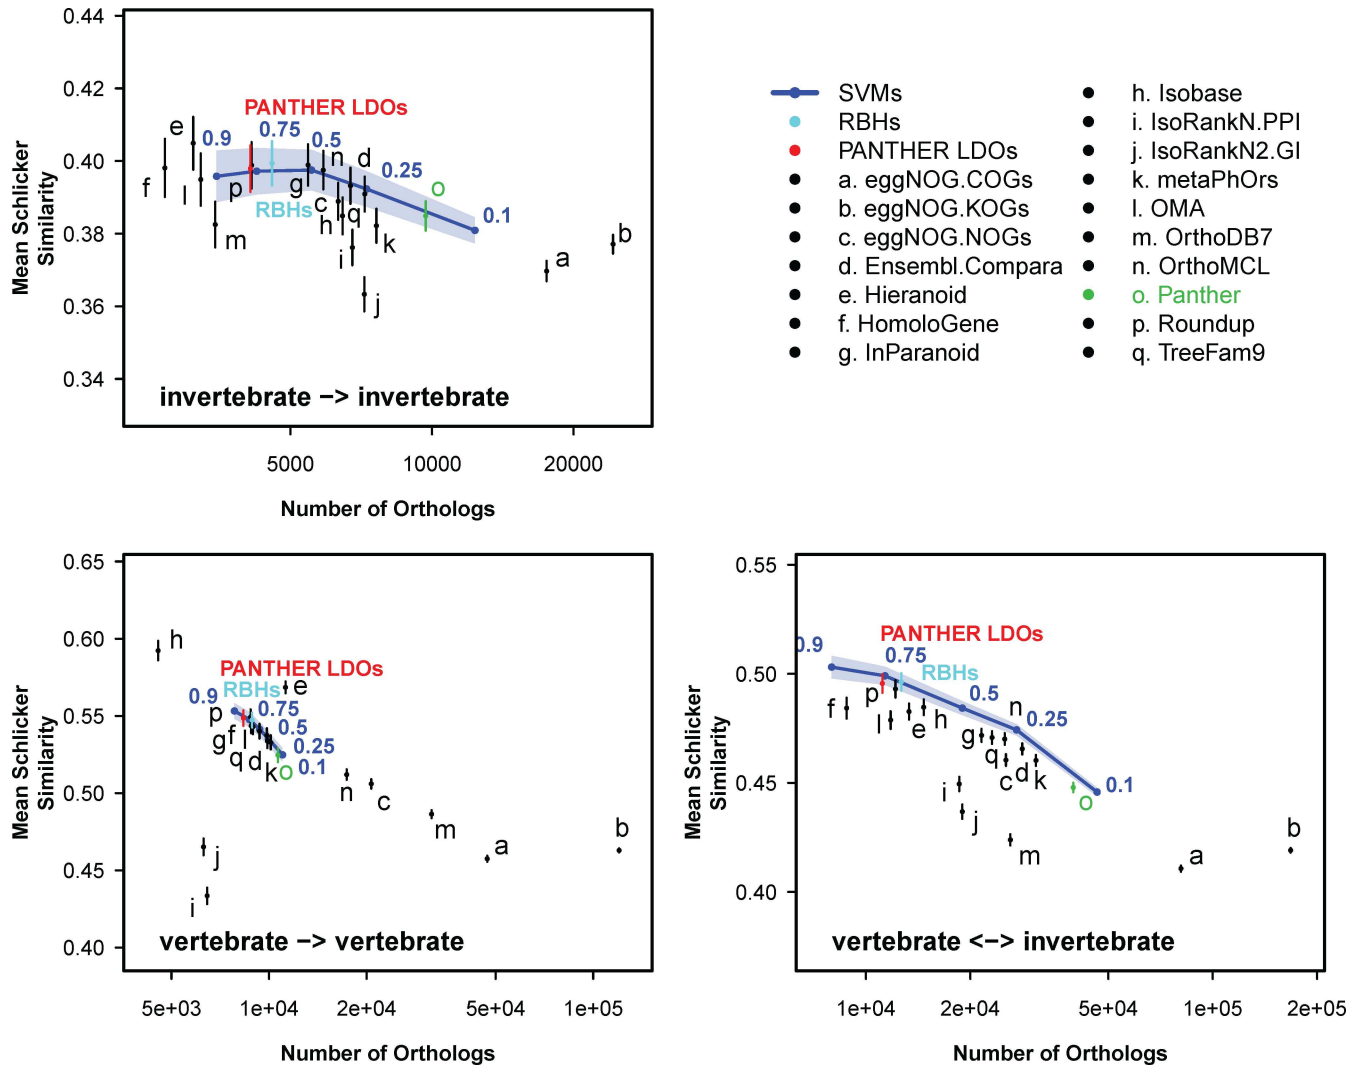 0.44
0.42
0.40
0.38
0.36
0.34
Mean Schlicker
Similarity
PANTHER LDOs
e
0.9
0.75
0.5
n
d
0.25
f
l
p
RBHs
g
c
h
q
o
0.1
m
i
k
j
a
b
invertebrate −> invertebrate
5000
10000
20000
Number of Orthologs
SVMs
RBHs
PANTHER LDOs
a. eggNOG.COGs
b. eggNOG.KOGs
c. eggNOG.NOGs
d. Ensembl.Compara
e. Hieranoid
f. HomoloGene
g. InParanoid
h. Isobase
i. IsoRankN.PPI
j. IsoRankN2.GI
k. metaPhOrs
l. OMA
m. OrthoDB7
n. OrthoMCL
o. Panther
p. Roundup
q. TreeFam9
0.65
0.60
0.55
0.50
0.45
0.40
Mean Schlicker
Similarity
h
PANTHER LDOs
RBHs
e
0.9
0.75
p
0.5
g
f
l
0.25
q
d
k
o
0.1
n
c
m
a
b
j
i
vertebrate −> vertebrate
5e+03
1e+04
2e+04
5e+04
1e+05
Number of Orthologs
0.55
0.50
0.45
0.40
Mean Schlicker
Similarity
0.9
PANTHER LDOs
0.75
RBHs
p
0.5
f
l
e
h
n
0.25
g
q
c
d
k
0.1
o
i
j
m
a
b
vertebrate <−> invertebrate
1e+04
2e+04
5e+04
1e+05
2e+05
Number of Orthologs